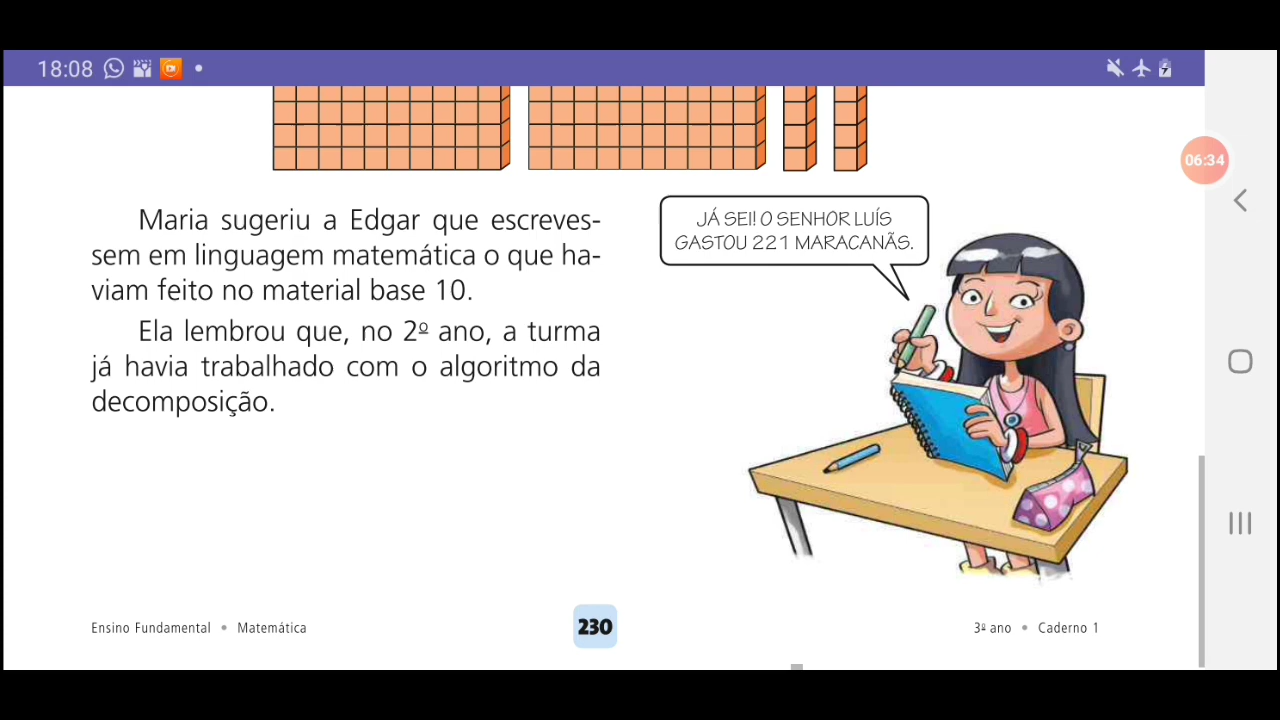 18:08
06:34
JÁ SEI! O SENHOR LUÍS
GASTOU 221 MARACANÃS.
Maria sugeriu a Edgar que escreves-
sem em linguagem matemática o que ha-
viam feito no material base 10.
Ela lembrou que, no 2º ano, a turma
já havia trabalhado com o algoritmo da
decomposição.
Ensino Fundamental • Matemática
230
3º ano • Caderno 1